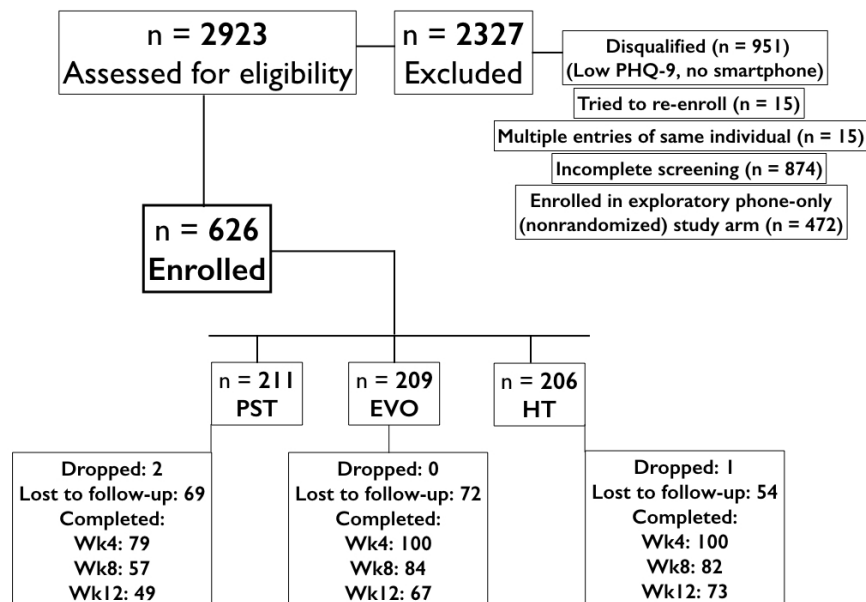 n = 2923
Assessed for eligibility
n = 2327
Excluded
Disqualified (n = 951)
(Low PHQ-9, no smartphone)
Tried to re-enroll (n = 15)
Multiple entries of same individual (n = 15)
Incomplete screening (n = 874)
Enrolled in exploratory phone-only
(nonrandomized) study arm (n = 472)
n = 626
Enrolled
n = 211
PST
n = 209
EVO
n = 206
HT
Dropped: 2
Lost to follow-up: 69
Completed:
Wk4: 79
Wk8: 57
Wk12: 49
Dropped: 0
Lost to follow-up: 72
Completed:
Wk4: 100
Wk8: 84
Wk12: 67
Dropped: 1
Lost to follow-up: 54
Completed:
Wk4: 100
Wk8: 82
Wk12: 73